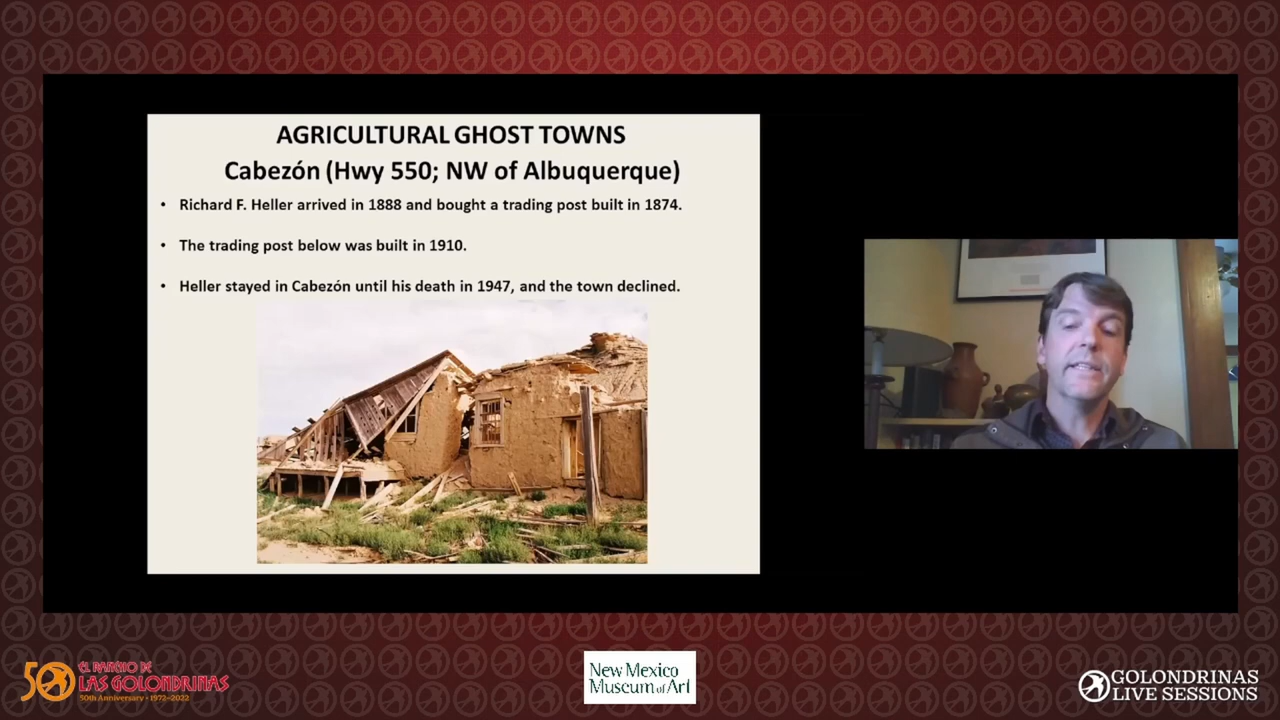 AGRICULTURAL GHOST TOWNS
Cabezón (Hwy 550; NW of Albuquerque)
• Richard F. Heller arrived in 1888 and bought a trading post built in 1874.
• The trading post below was built in 1910.
• Heller stayed in Cabezón until his death in 1947, and the town declined.
50
EL RANCHO DE
LAS GOLONDRINAS
50th Anniversary • 1972-2022
New Mexico
Museum of Art
GOLONDRINAS
LIVE SESSIONS